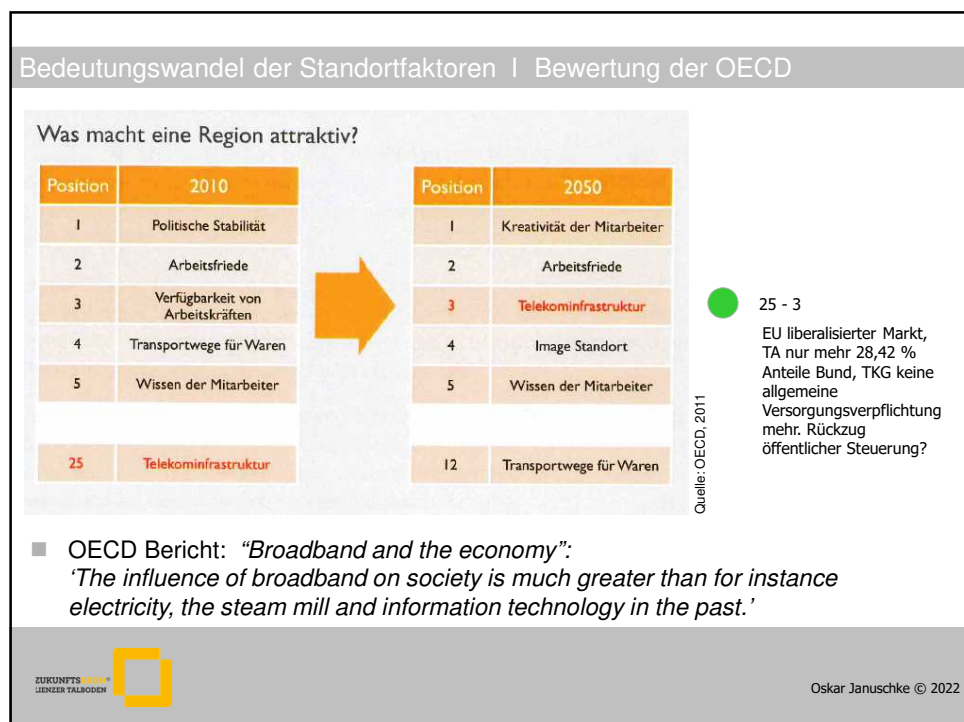 Bedeutungswandel der Standortfaktoren I Bewertung der OECD
Was macht eine Region attraktiv?
Position 2010
1 Politische Stabilität
2 Arbeitsfriede
3 Verfügbarkeit von
Arbeitskräften
4 Transportwege für Waren
5 Wissen der Mitarbeiter
25 Telekominfrastruktur
Position 2050
1 Kreativität der Mitarbeiter
2 Arbeitsfriede
3 Telekominfrastruktur
4 Image Standort
5 Wissen der Mitarbeiter
12 Transportwege für Waren
Quelle: OECD, 2011
25 - 3
EU liberalisierter Markt,
TA nur mehr 28,42 %
Anteile Bund, TKG keine
allgemeine
Versorgungsverpflichtung
mehr. Rückzug
öffentlicher Steuerung?
OECD Bericht: "Broadband and the economy":
'The influence of broadband on society is much greater than for instance
electricity, the steam mill and information technology in the past.'
ZUKUNFTSRAUM®
LIENZER TALBODEN
Oskar Januschke © 2022